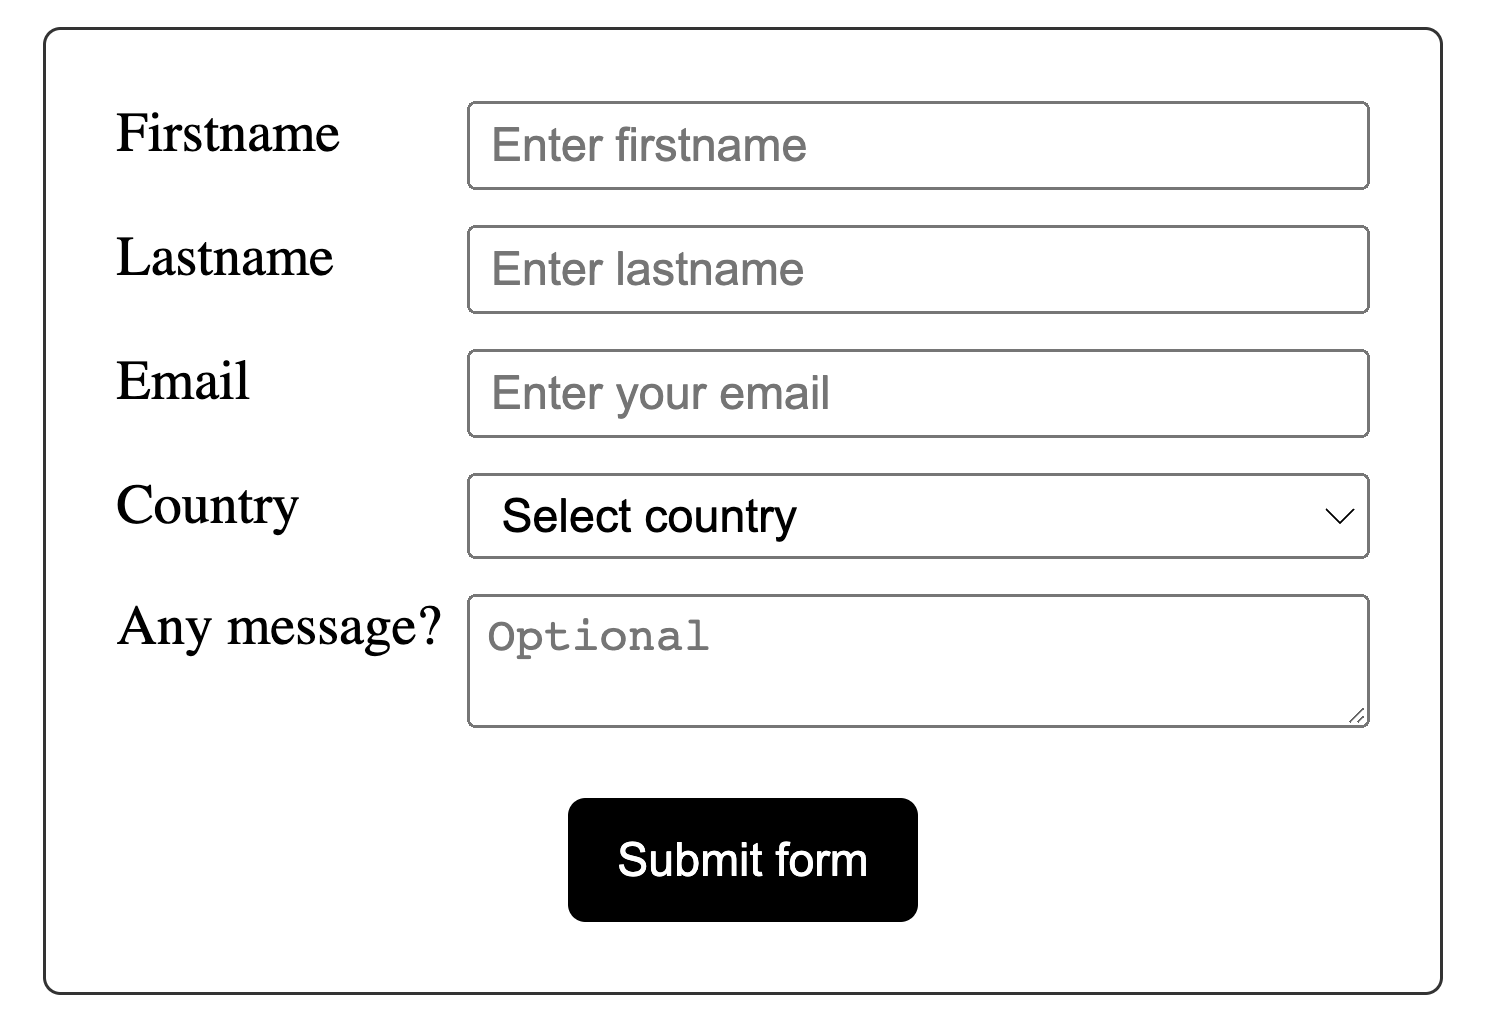 Firstname Enter firstname
Lastname Enter lastname
Email Enter your email
Country Select country
Any message? Optional
Submit form